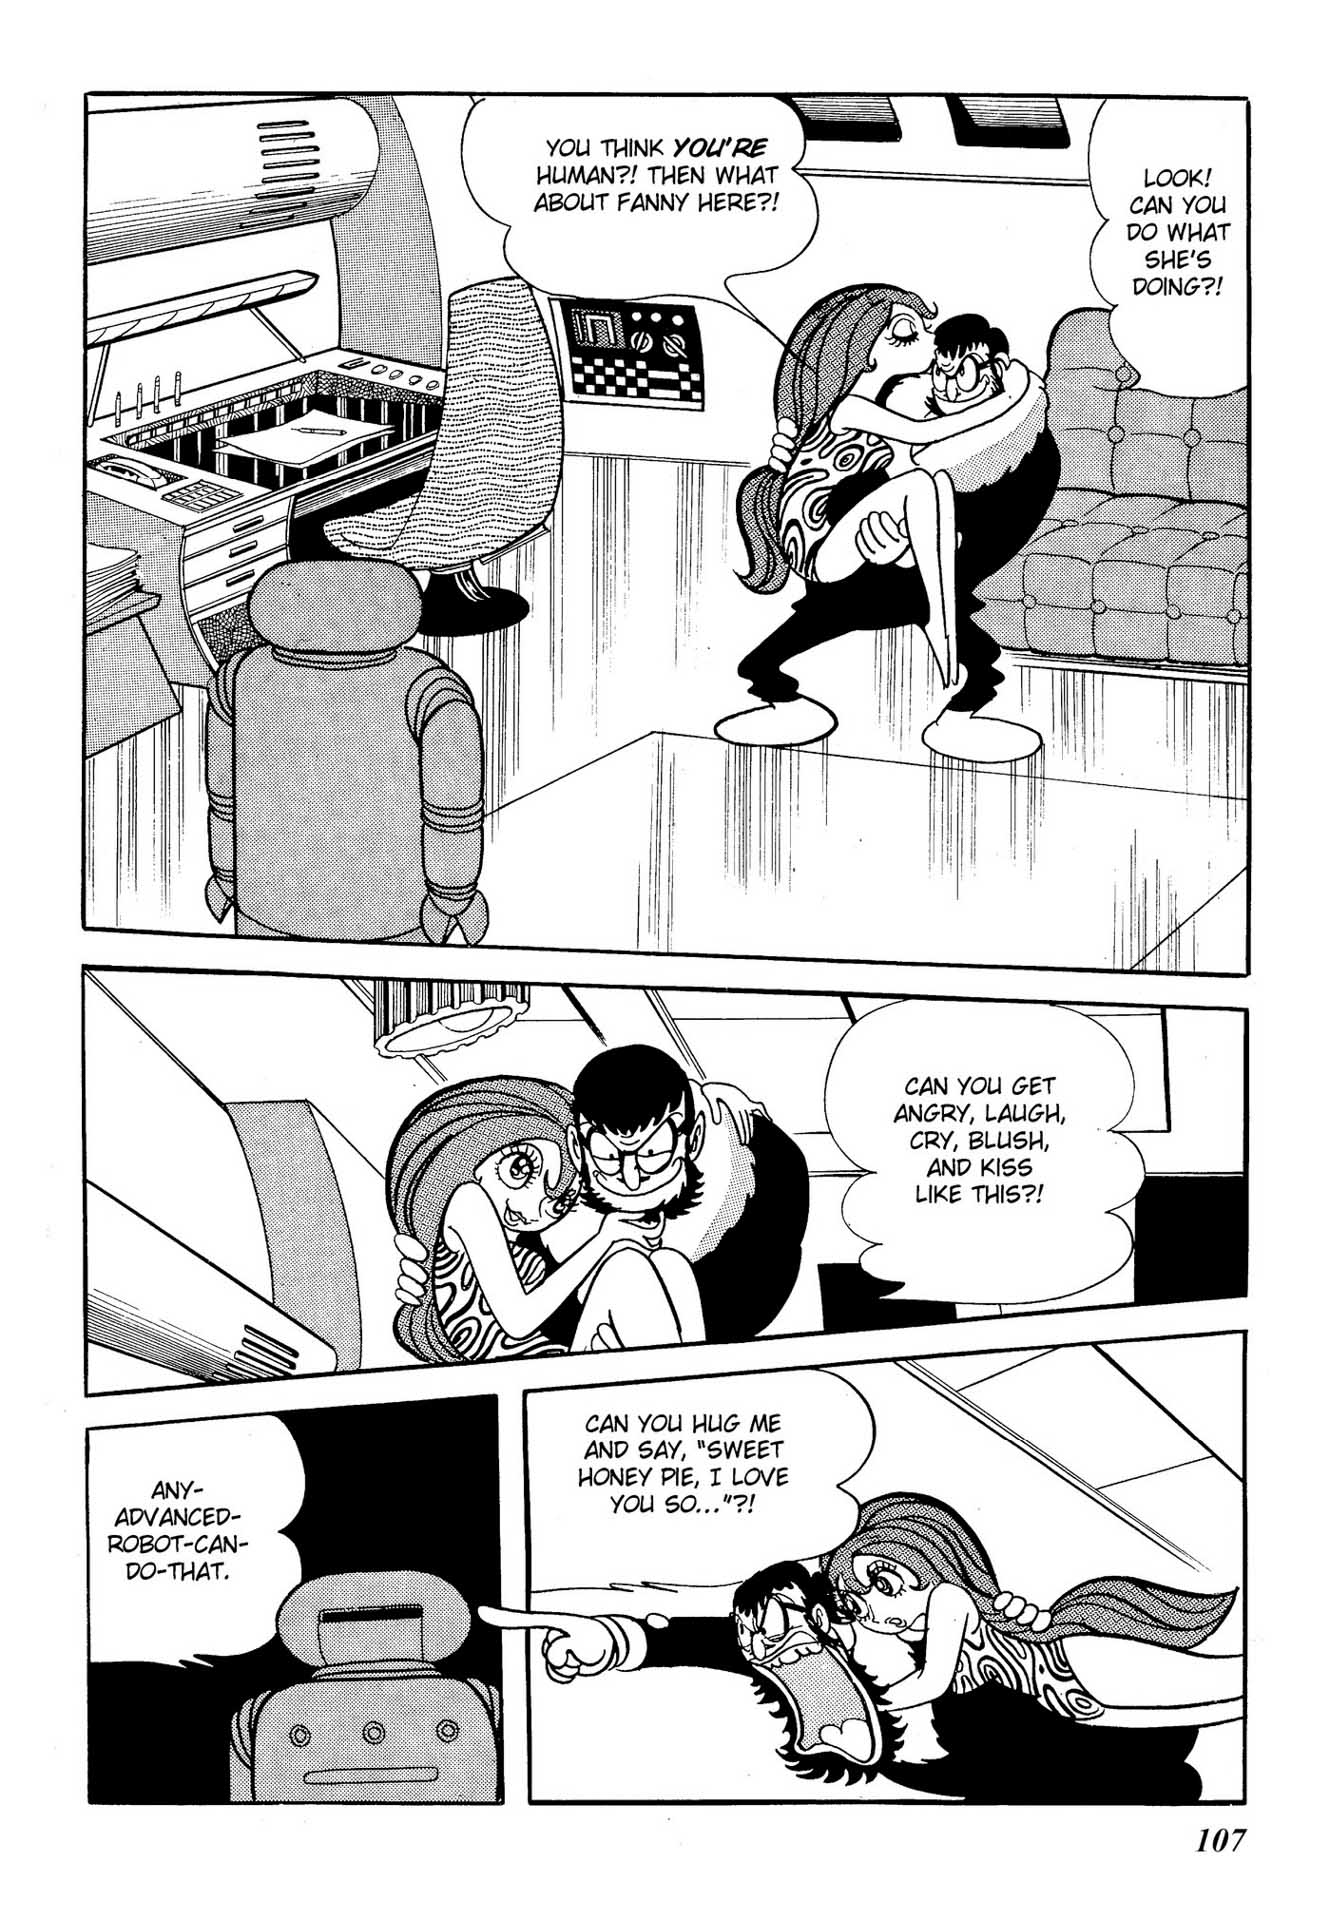 YOU THINK YOU'RE
HUMAN?! THEN WHAT
ABOUT FANNY HERE?!
LOOK!
CAN YOU
DO WHAT
SHE'S
DOING?!
CAN YOU GET
ANGRY, LAUGH,
CRY, BLUSH,
AND KISS
LIKE THIS?!
ANY-
ADVANCED-
ROBOT-CAN-
DO-THAT.
CAN YOU HUG ME
AND SAY, "SWEET
HONEY PIE, I LOVE
YOU SO..."?!
107